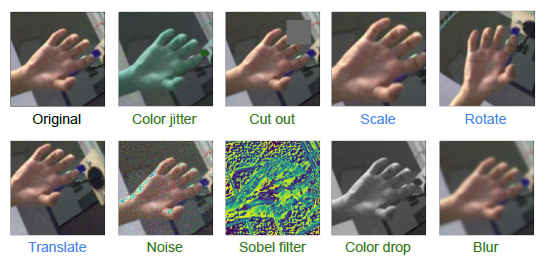 Original
Color jitter
Cut out
Scale
Rotate
Translate
Noise
Sobel filter
Color drop
Blur